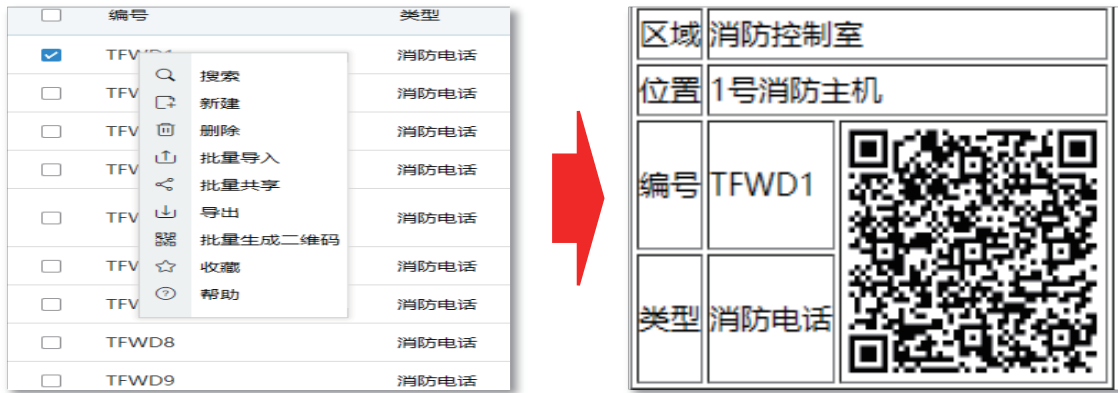 编号 类型
TFWD1 消防电话
搜索
TFV 消防电话
新建
TFV 消防电话
删除
批量导入
TFV 消防电话
批量共享
TFV 导出 消防电话
批量生成二维码
TFV 收藏 消防电话
TFV 帮助 消防电话
TFWD8 消防电话
TFWD9 消防电话
区域 消防控制室
位置 1号消防主机
编号 TFWD1
类型 消防电话